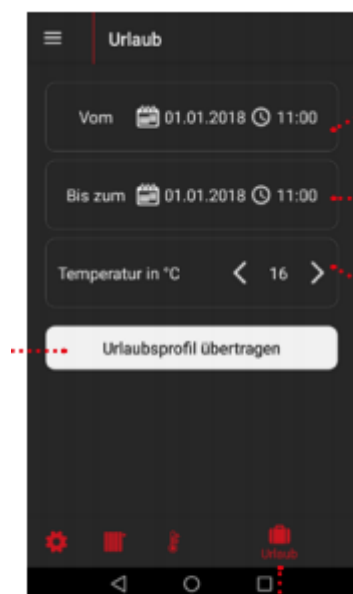 Urlaub
Vom 01.01.2018 11:00
Bis zum 01.01.2018 11:00
Temperatur in °C 16
Urlaubsprofil übertragen
Urlaub